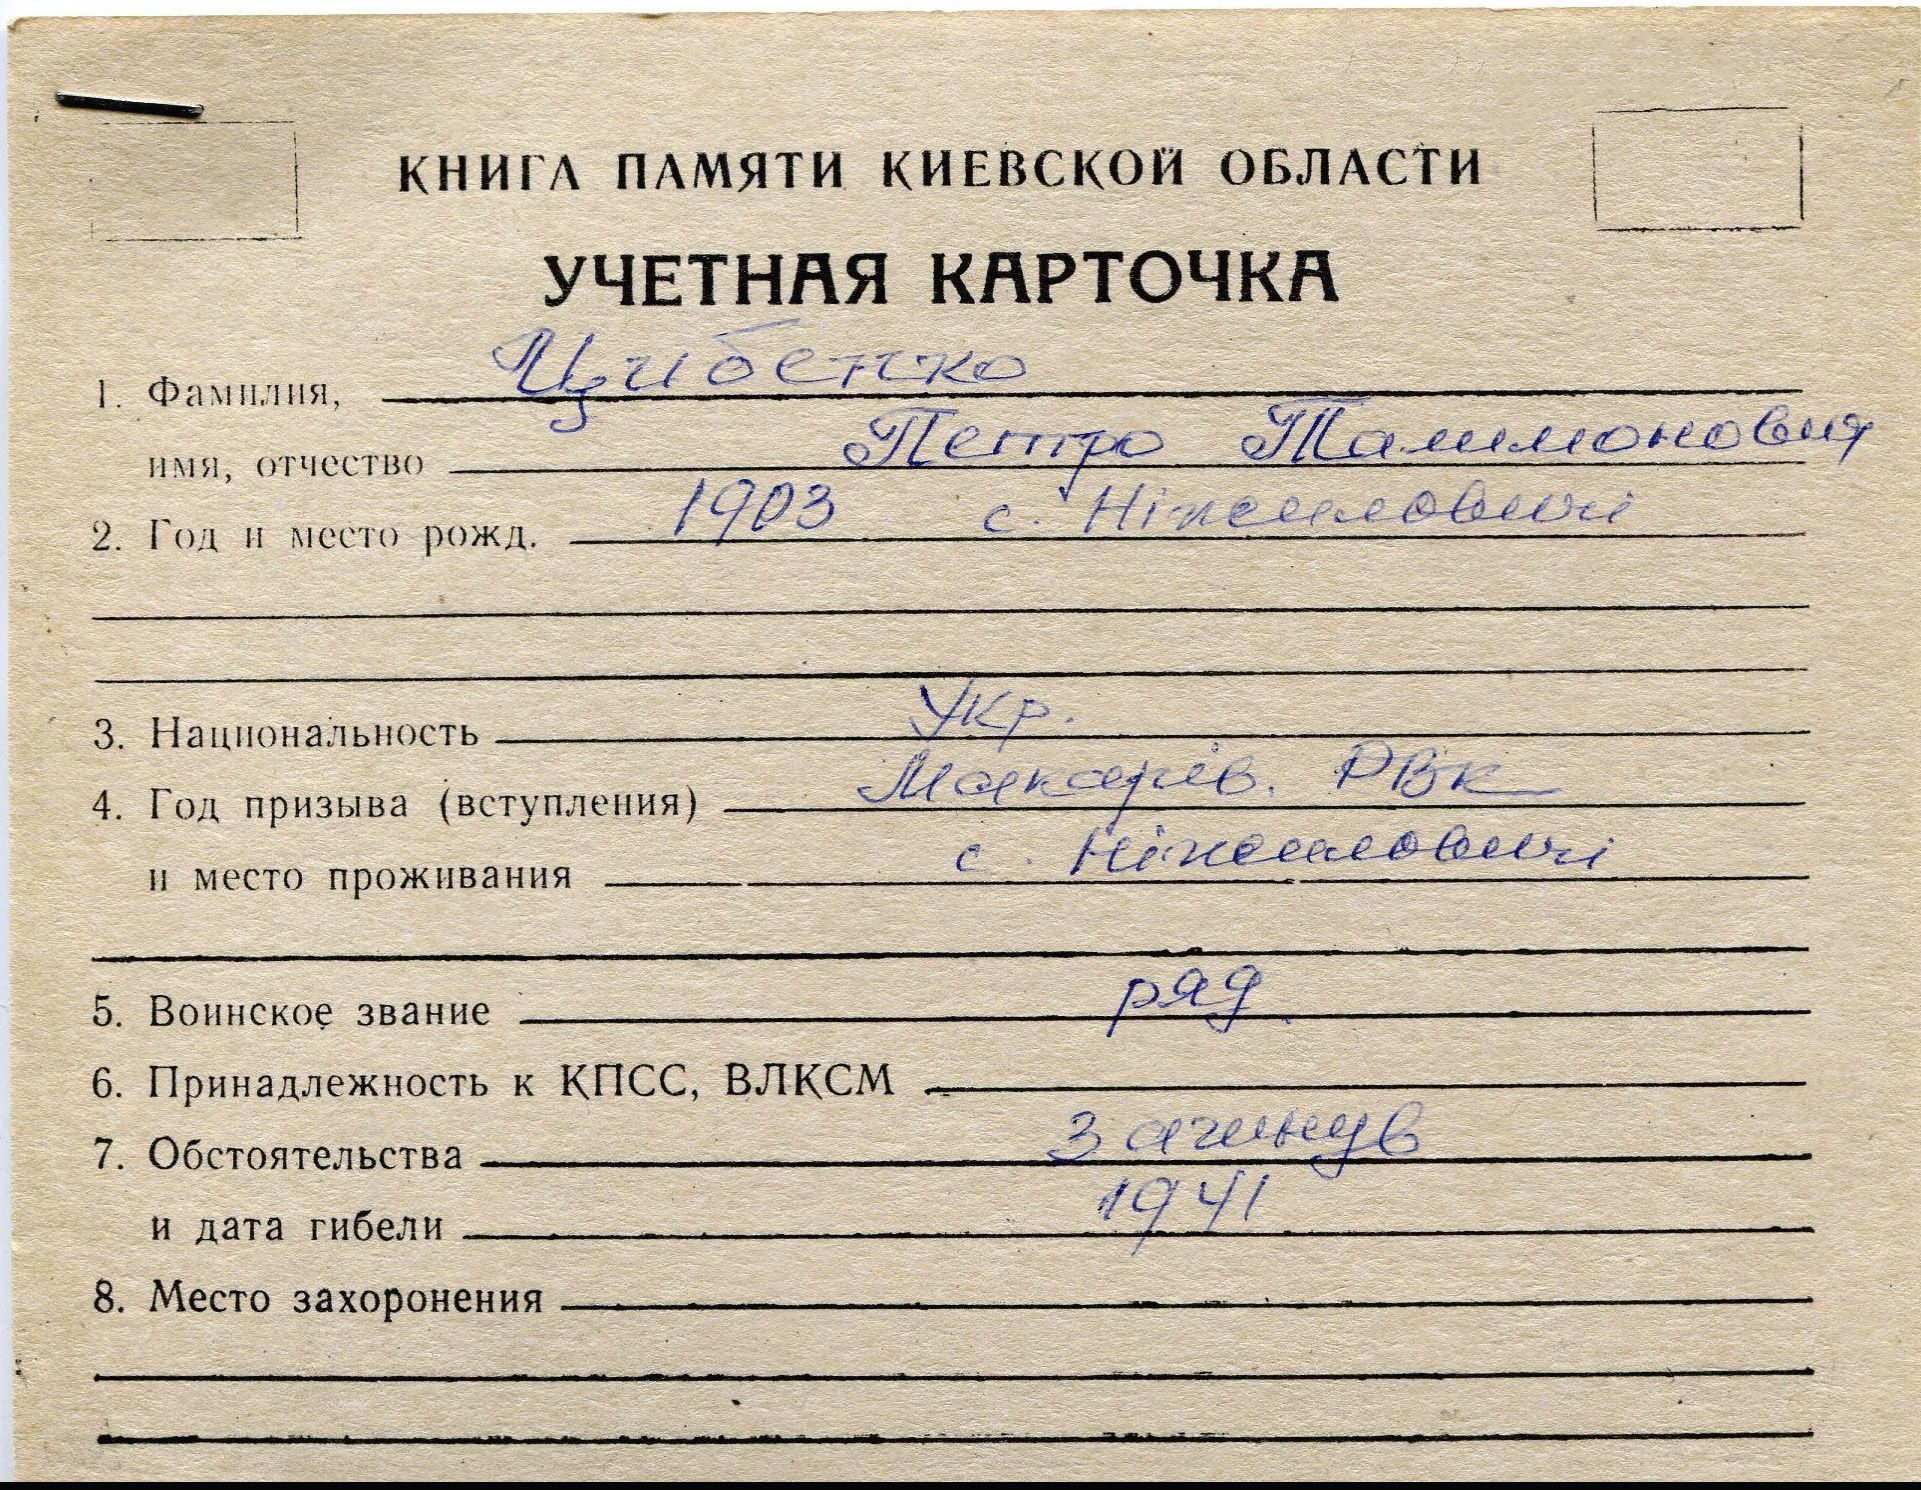 КНИГА ПАМЯТИ КИЕВСКОЙ ОБЛАСТИ
УЧЕТНАЯ КАРТОЧКА
1. Фамилия, Цибенко
имя, отчество Петро Талимонович
2. Год и место рожд. 1903 с. Ніжиловичі
3. Национальность Укр.
4. Год призыва (вступления) Макарів. РВК
и место проживания с. Ніжиловичі
5. Воинское звание ряд.
6. Принадлежность к КПСС, ВЛКСМ
7. Обстоятельства Загинув
и дата гибели 1941
8. Место захоронения